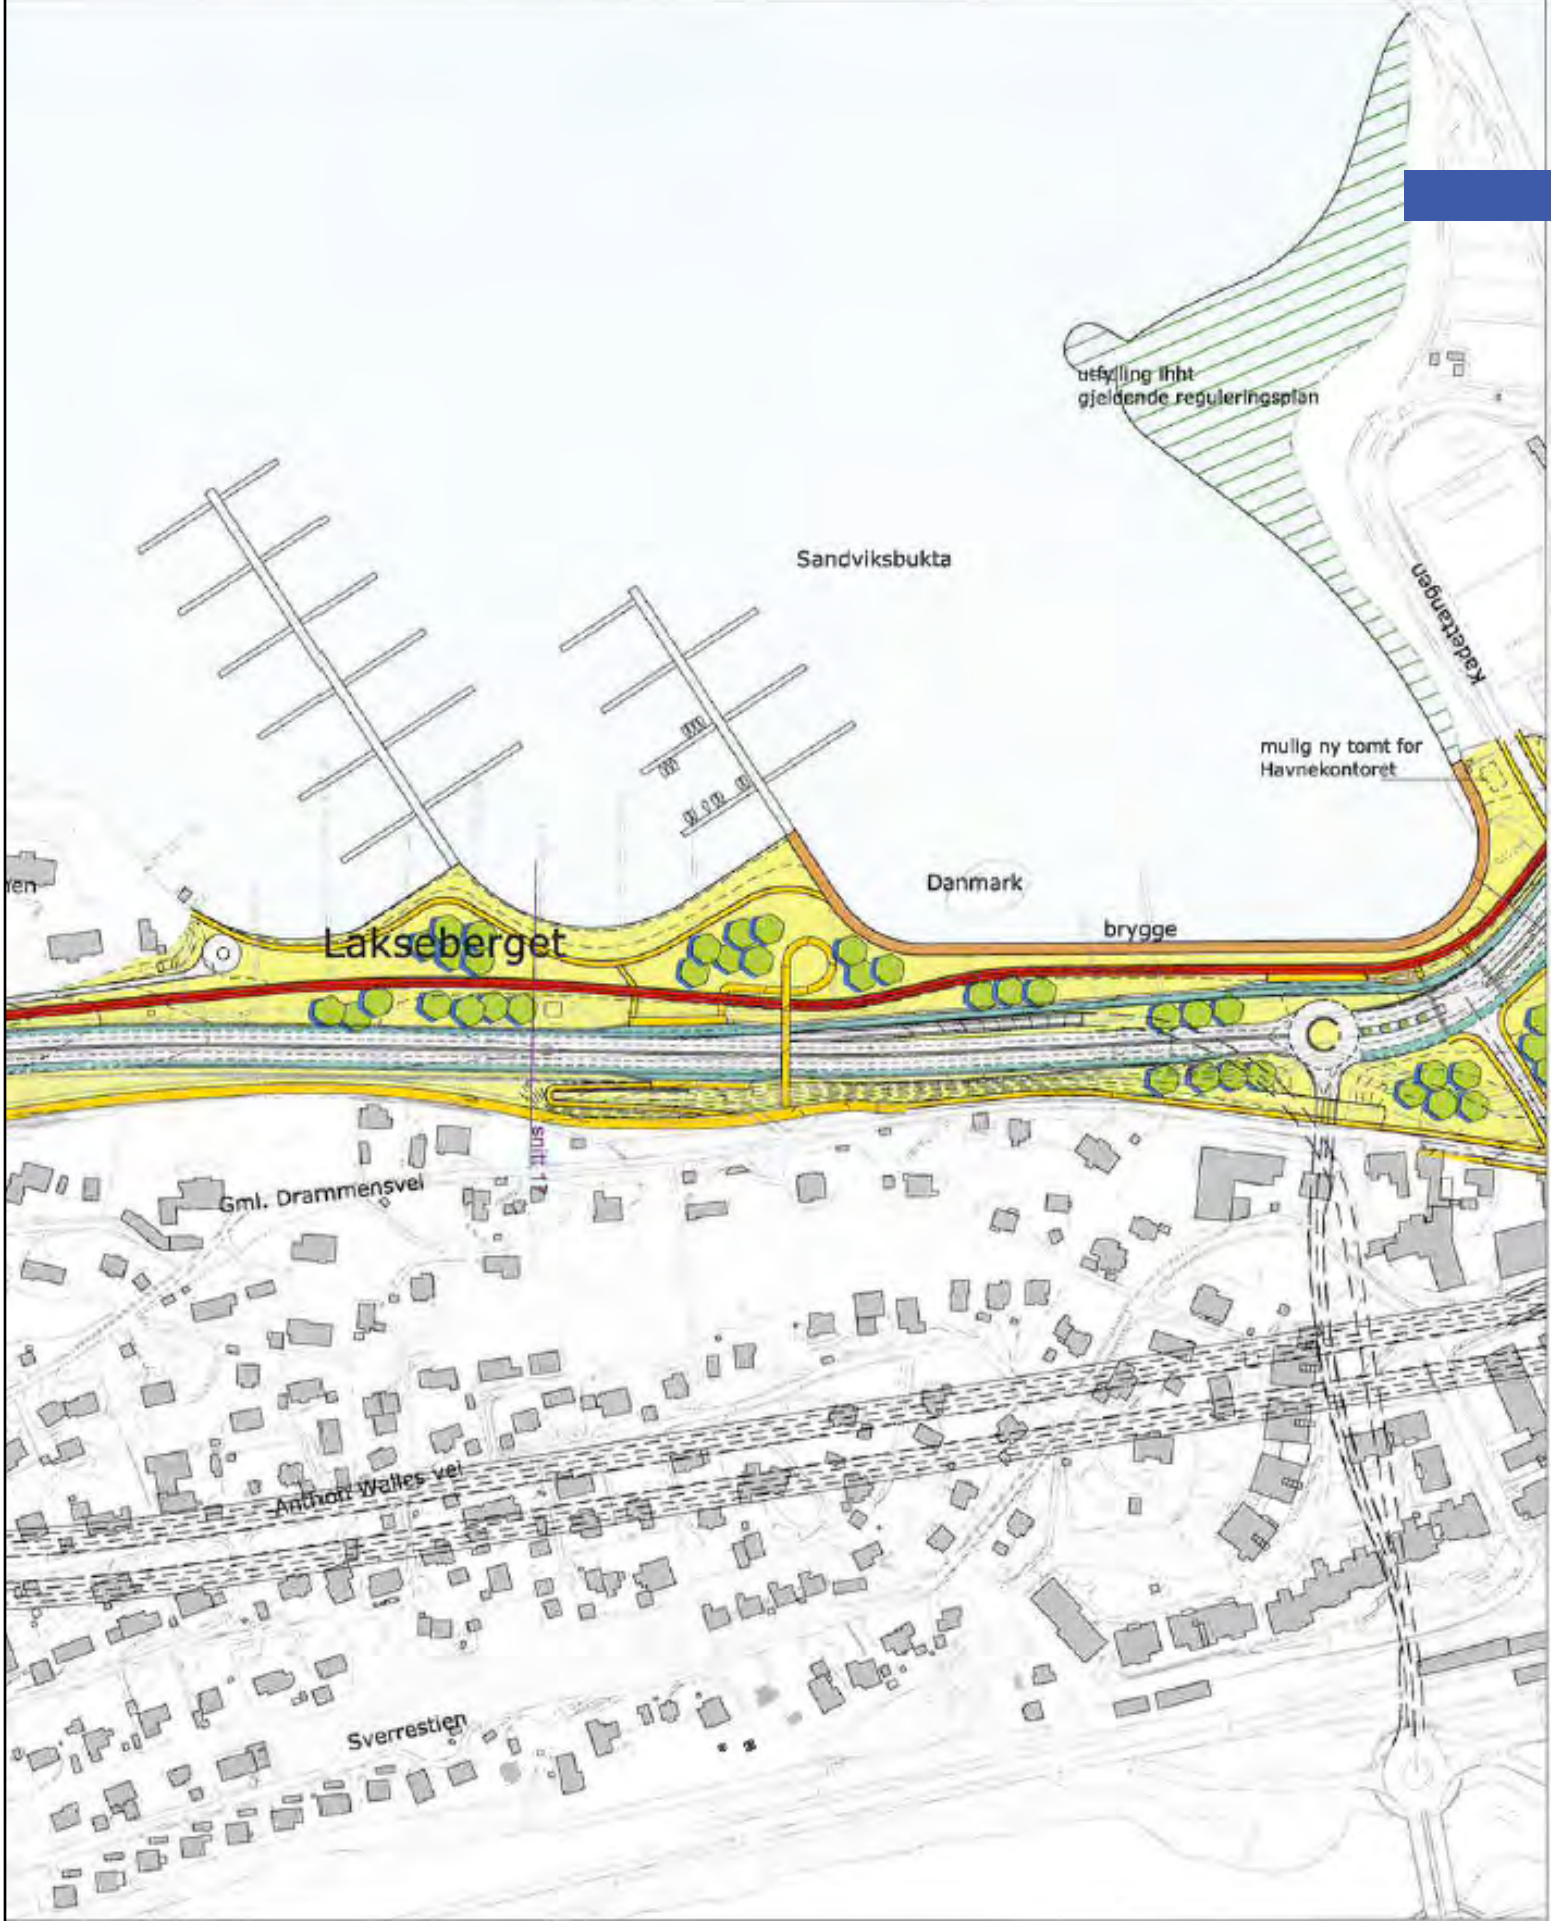 utfylling ihht
gjeldende reguleringsplan
Sandviksbukta
Kadettangen
mulig ny tomt for
Havnekontoret
Danmark
brygge
Lakseberget
snitt 17
Gml. Drammensvei
Anthon Walles vei
Sverrestien